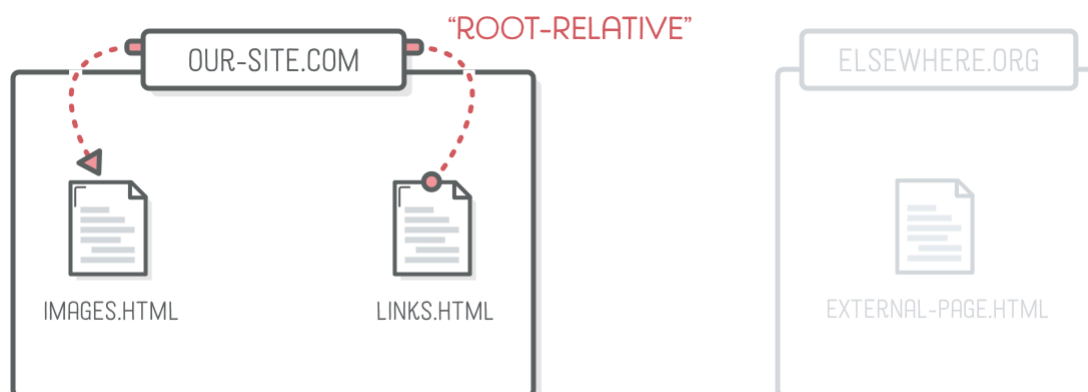 “ROOT-RELATIVE”
OUR-SITE.COM
ELSEWHERE.ORG
IMAGES.HTML
LINKS.HTML
EXTERNAL-PAGE.HTML